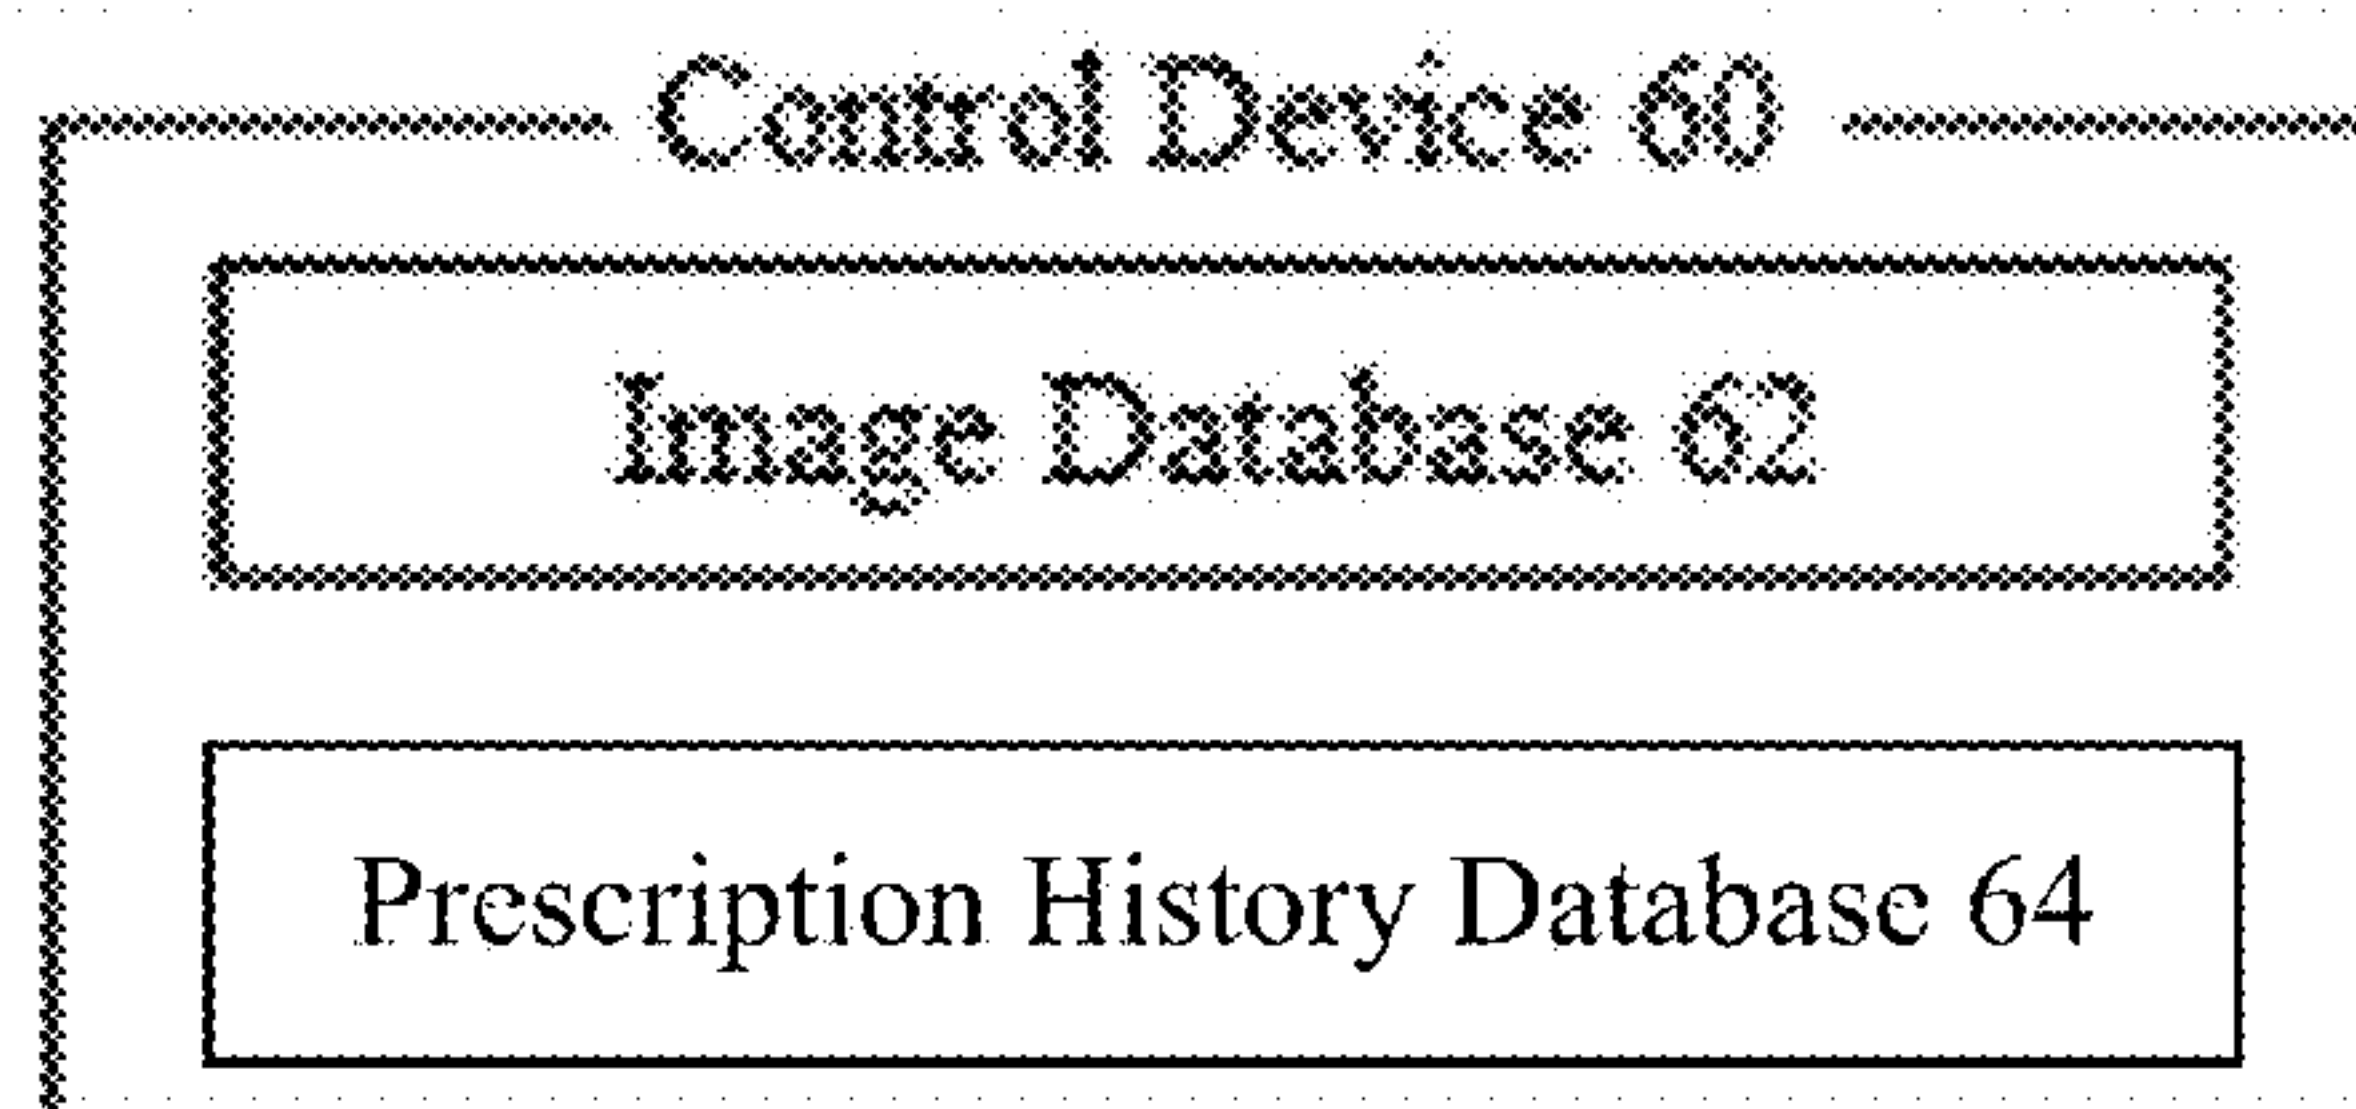 Control Device 60
Image Database 62
Prescription History Database 64